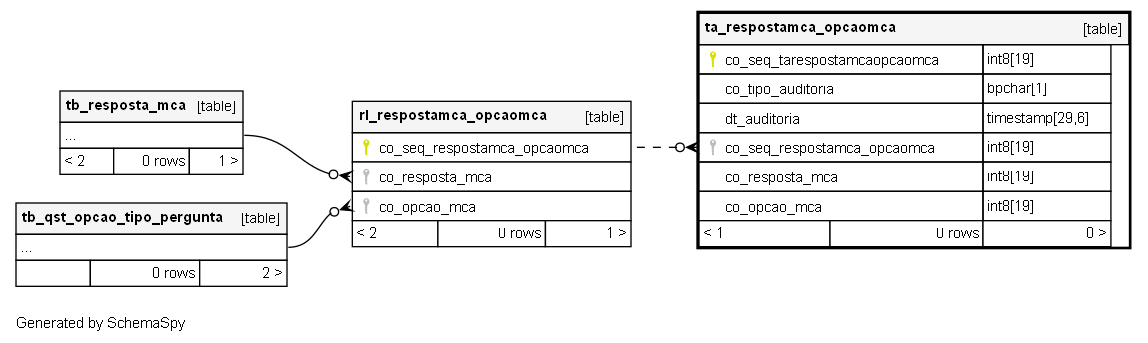 tb_resposta_mca [table]
...
< 2 0 rows 1 >
tb_qst_opcao_tipo_pergunta [table]
...
0 rows 2 >
rl_respostamca_opcaomca [table]
co_seq_respostamca_opcaomca
co_resposta_mca
co_opcao_mca
< 2 0 rows 1 >
ta_respostamca_opcaomca [table]
co_seq_tarespostamcaopcaomca int8[19]
co_tipo_auditoria bpchar[1]
dt_auditoria timestamp[29,6]
co_seq_respostamca_opcaomca int8[19]
co_resposta_mca int8[19]
co_opcao_mca int8[19]
< 1 0 rows 0 >
Generated by SchemaSpy